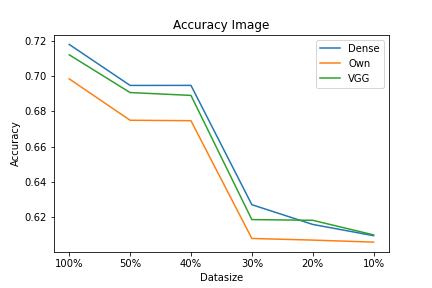 Accuracy Image
Dense
Own
VGG
Accuracy
0.72
0.70
0.68
0.66
0.64
0.62
100% 50% 40% 30% 20% 10%
Datasize